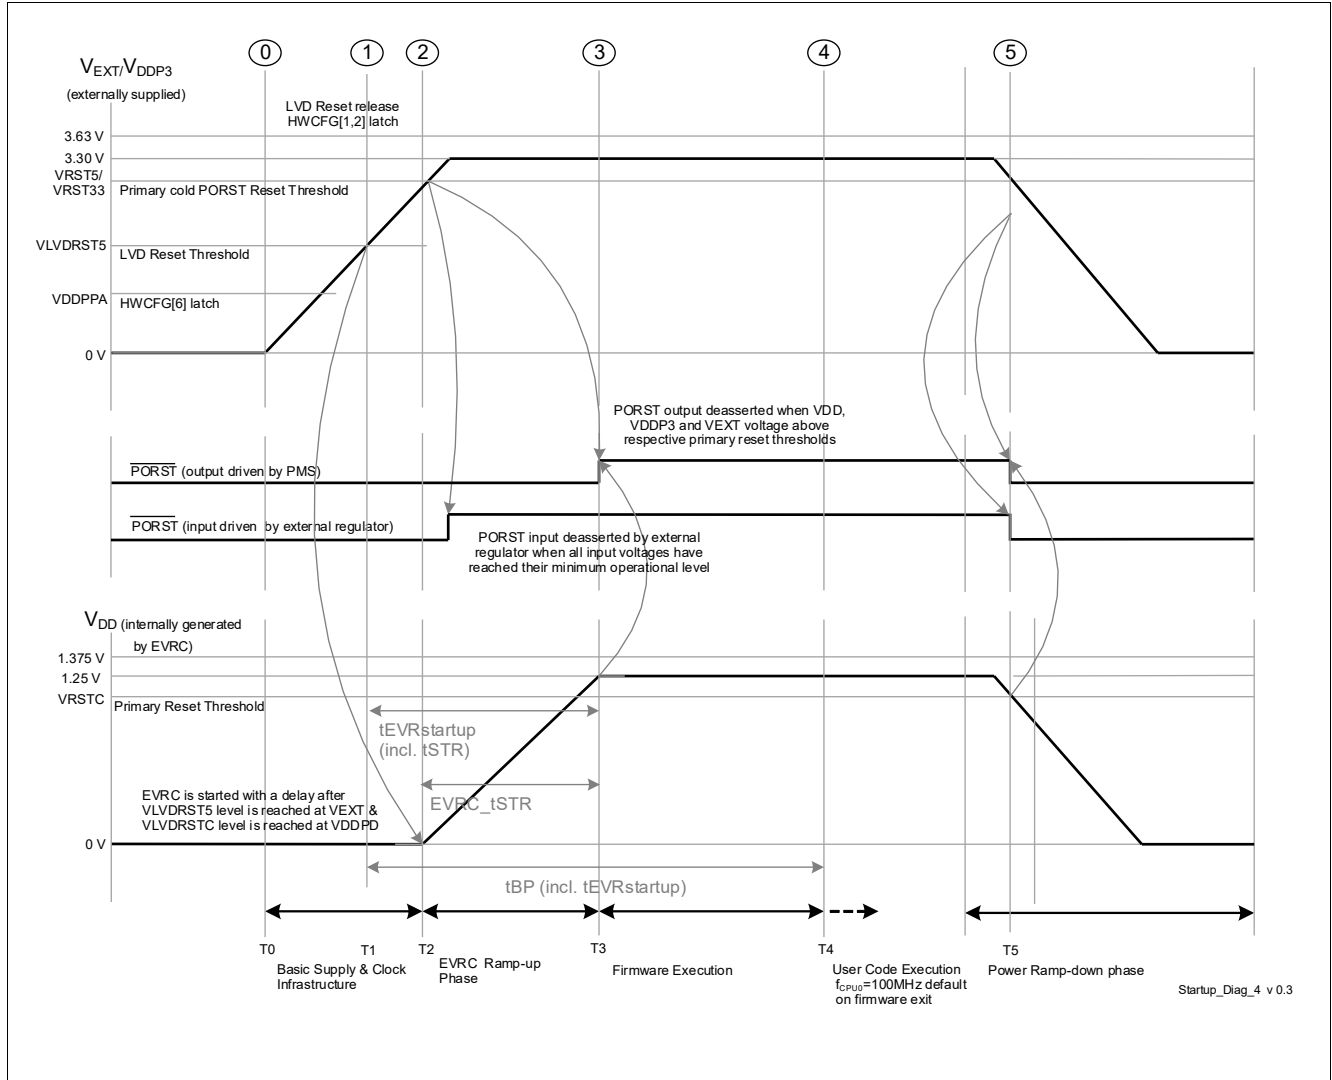 0
1
2
3
4
5
VEXT/VDDP3
(externally supplied)
LVD Reset release
HWCFG[1,2] latch
3.63 V
3.30 V
VRST5/
VRST33
Primary cold PORST Reset Threshold
VLVDRST5
LVD Reset Threshold
VDDPPA
HWCFG[6] latch
0 V
PORST output deasserted when VDD,
VDDP3 and VEXT voltage above
respective primary reset thresholds
PORST (output driven by PMS)
PORST (input driven by external regulator)
PORST input deasserted by external
regulator when all input voltages have
reached their minimum operational level
VDD (internally generated
by EVRC)
1.375 V
1.25 V
VRSTC
Primary Reset Threshold
tEVRstartup
(incl. tSTR)
EVRC_tSTR
EVRC is started with a delay after
VLVDRST5 level is reached at VEXT &
VLVDRSTC level is reached at VDDPD
0 V
tBP (incl. tEVRstartup)
T0
T1
T2
T3
T4
T5
Basic Supply & Clock
Infrastructure
EVRC Ramp-up
Phase
Firmware Execution
User Code Execution
fCPU0=100MHz default
on firmware exit
Power Ramp-down phase
Startup_Diag_4 v 0.3